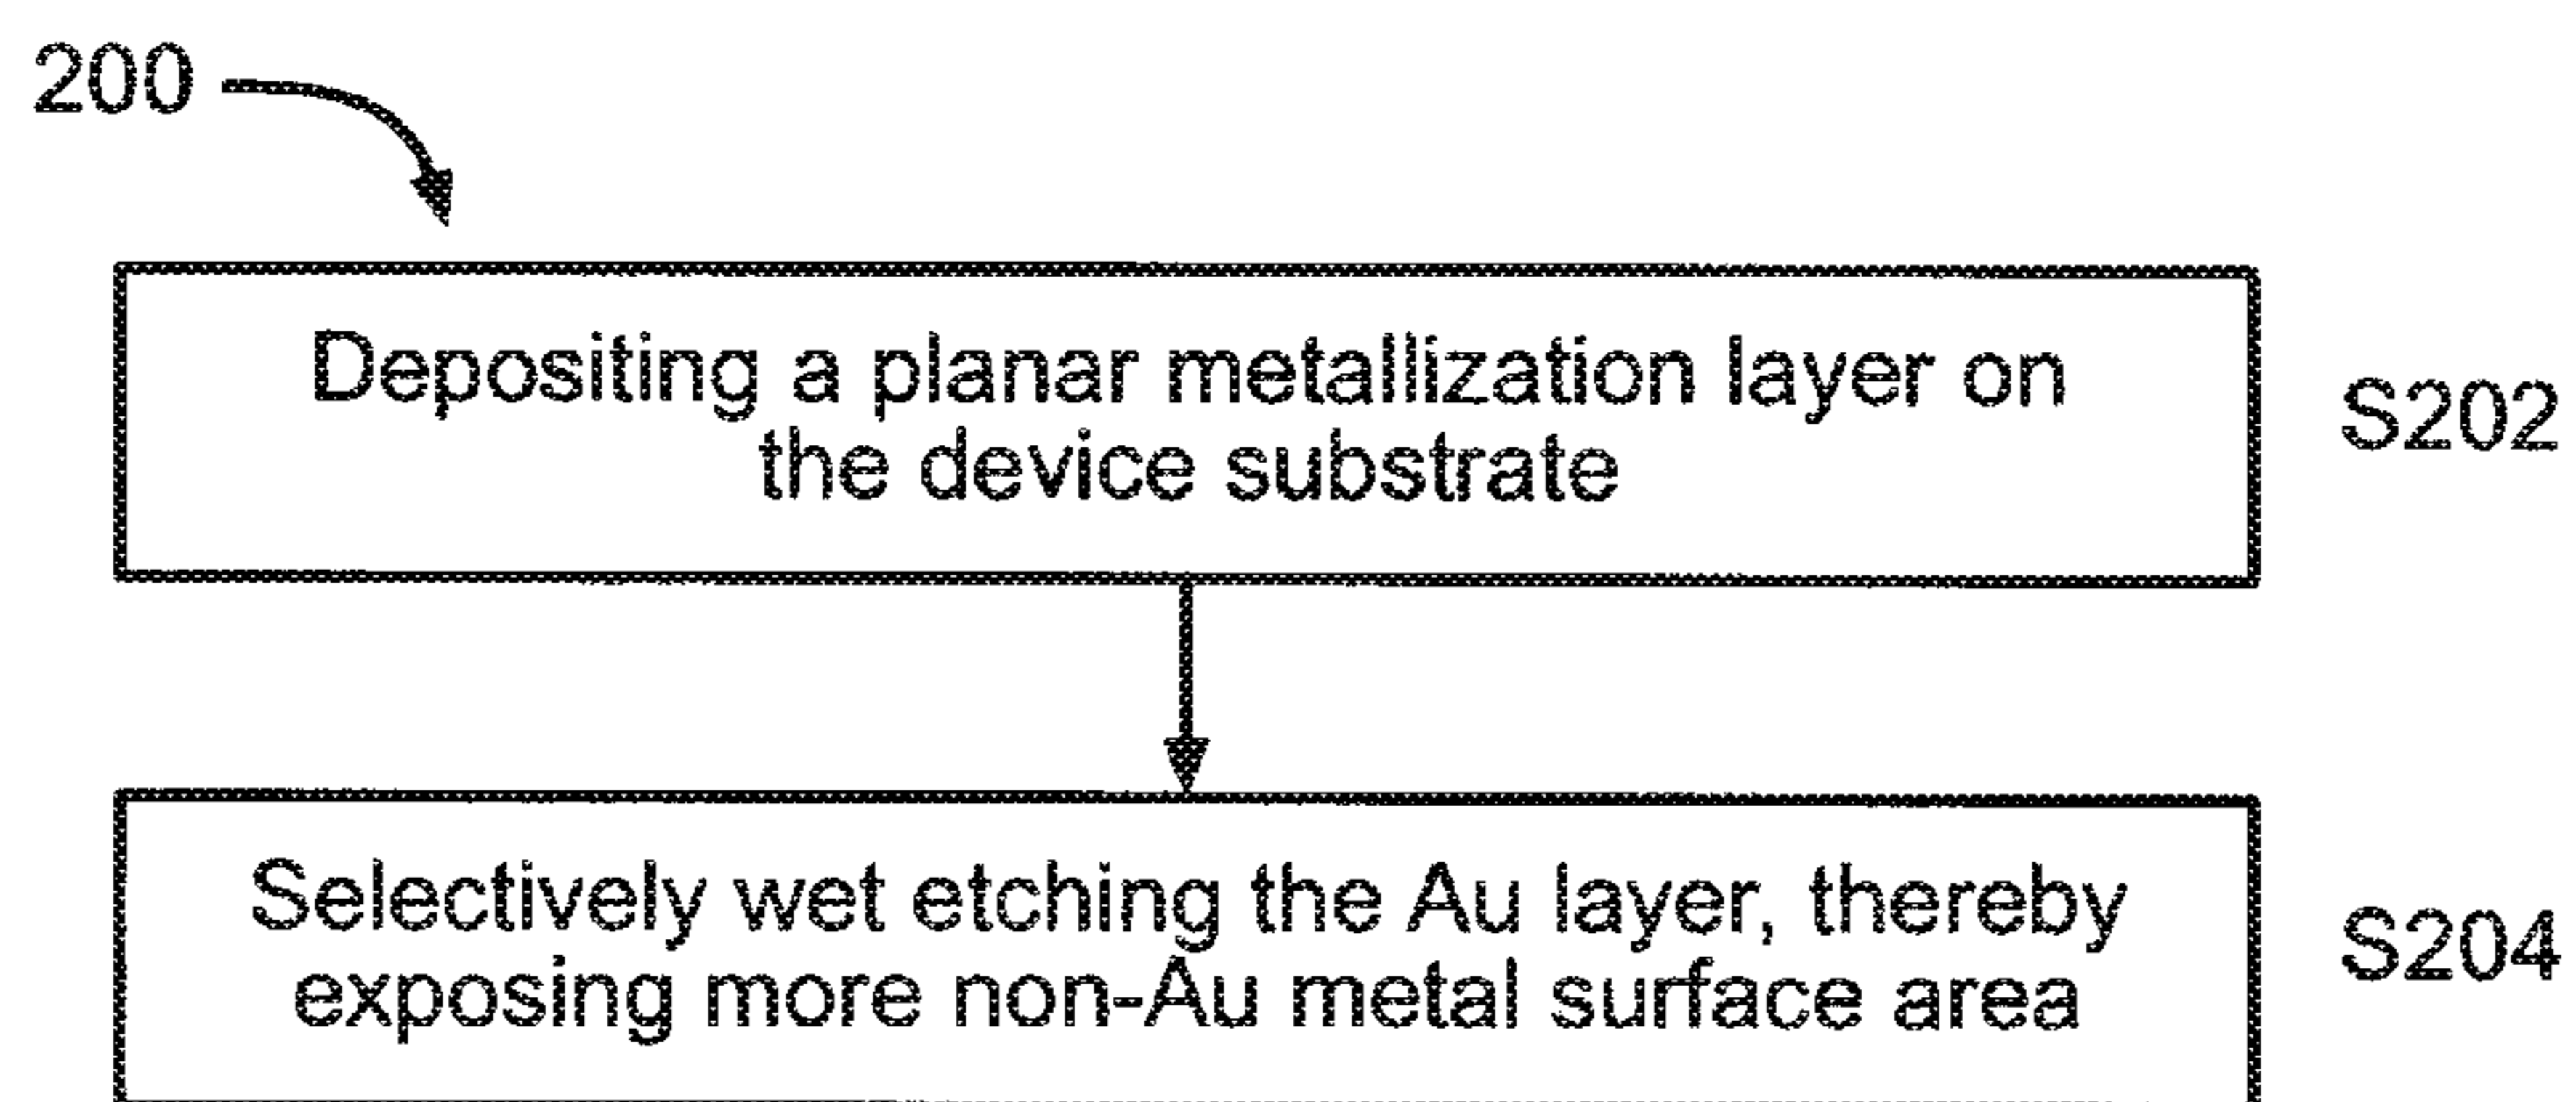 200
Depositing a planar metallization layer on
the device substrate
S202
Selectively wet etching the Au layer, thereby
exposing more non-Au metal surface area
S204